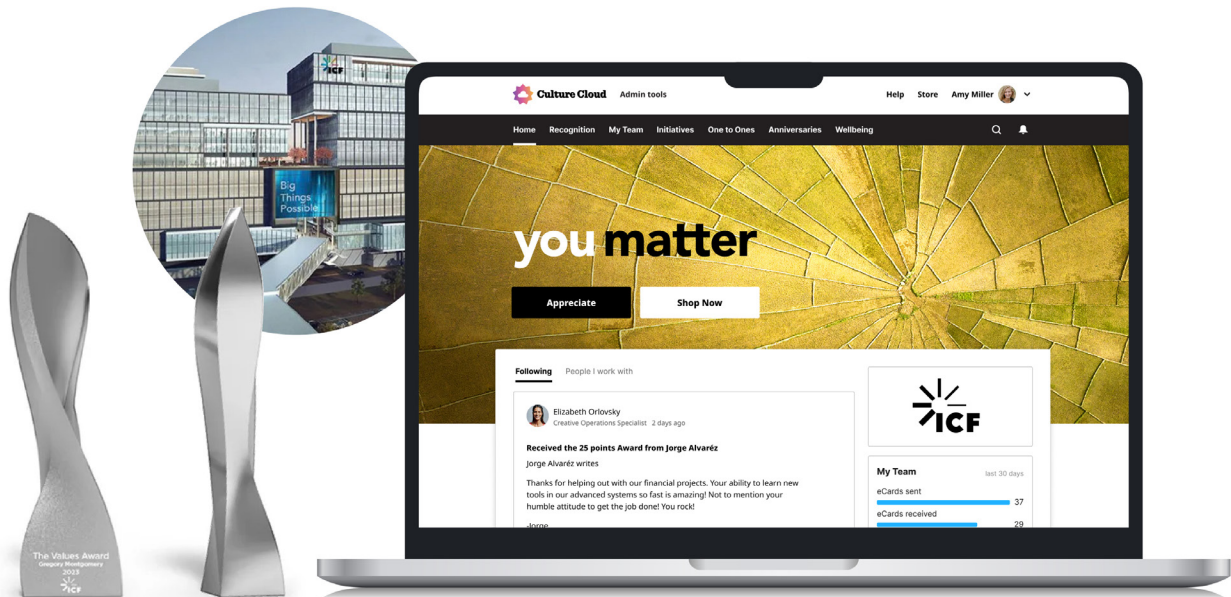 ICF
Big
Things
Possible
The Values Award
Gregory Montgomery
2023
ICF
Culture Cloud
Admin tools
Help
Store
Amy Miller
Home
Recognition
My Team
Initiatives
One to Ones
Anniversaries
Wellbeing
you matter
Appreciate
Shop Now
Following
People I work with
Elizabeth Orlovsky
Creative Operations Specialist 2 days ago
Received the 25 points Award from Jorge Alvaréz
Jorge Alvaréz writes
Thanks for helping out with our financial projects. Your ability to learn new
tools in our advanced systems so fast is amazing! Not to mention your
humble attitude to get the job done! You rock!
-Jorge
ICF
My Team
last 30 days
eCards sent
37
eCards received
29